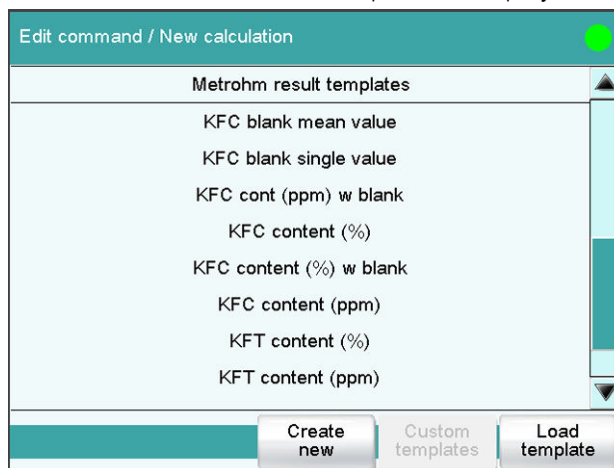 Edit command / New calculation
Metrohm result templates
KFC blank mean value
KFC blank single value
KFC cont (ppm) w blank
KFC content (%)
KFC content (%) w blank
KFC content (ppm)
KFT content (%)
KFT content (ppm)
Create new
Custom templates
Load template